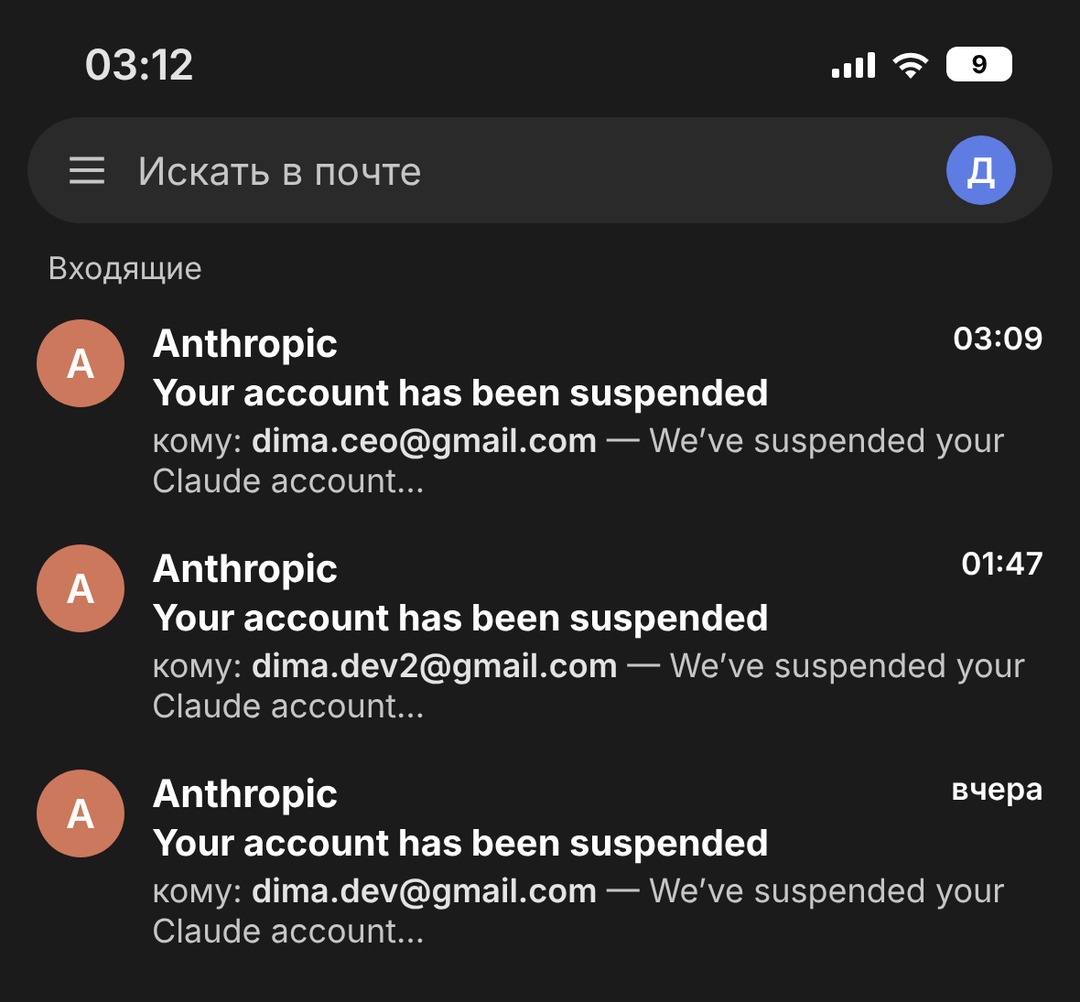 03:12
9
Искать в почте
Д
Входящие
A
Anthropic
03:09
Your account has been suspended
кому: dima.ceo@gmail.com — We’ve suspended your
Claude account...
A
Anthropic
01:47
Your account has been suspended
кому: dima.dev2@gmail.com — We’ve suspended your
Claude account...
A
Anthropic
вчера
Your account has been suspended
кому: dima.dev@gmail.com — We’ve suspended your
Claude account...